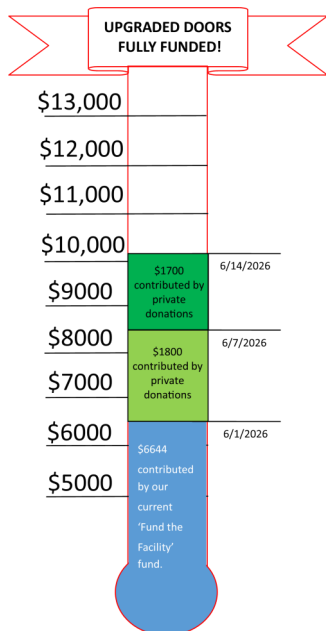 UPGRADED DOORS
FULLY FUNDED!
$13,000
$12,000
$11,000
$10,000
6/14/2026
$1700
contributed by
private
donations
$9000
$8000
6/7/2026
$1800
contributed by
private
donations
$7000
$6000
6/1/2026
$6644
contributed
by our
current
‘Fund the
Facility’
fund.
$5000